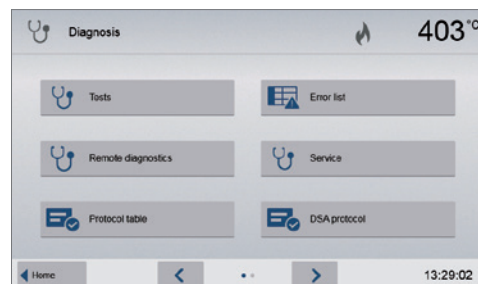 Diagnosis
403°C
Tests
Error list
Remote diagnostics
Service
Protocol table
DSA protocol
Home
13:29:02